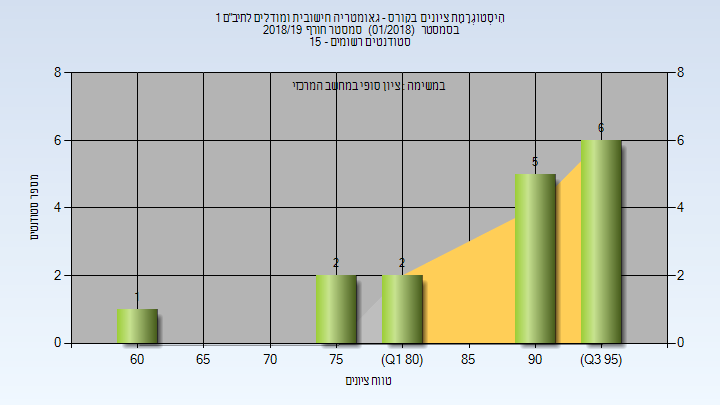 היסטוגרמת ציונים בקורס - גאומטריה חישובית ומודלים לחיב"ם 1
בסמסטר (01/2018) סמסטר חורף 2018/19
סטודנטים רשומים - 15
במשימה : ציון סופי במחשב המרכזי
8 8
6 6
4 4
2 2
0 0
1 2 2 5 6
מספר סטודנטים
60 65 70 75 (Q1 80) 85 90 (Q3 95)
טווח ציונים